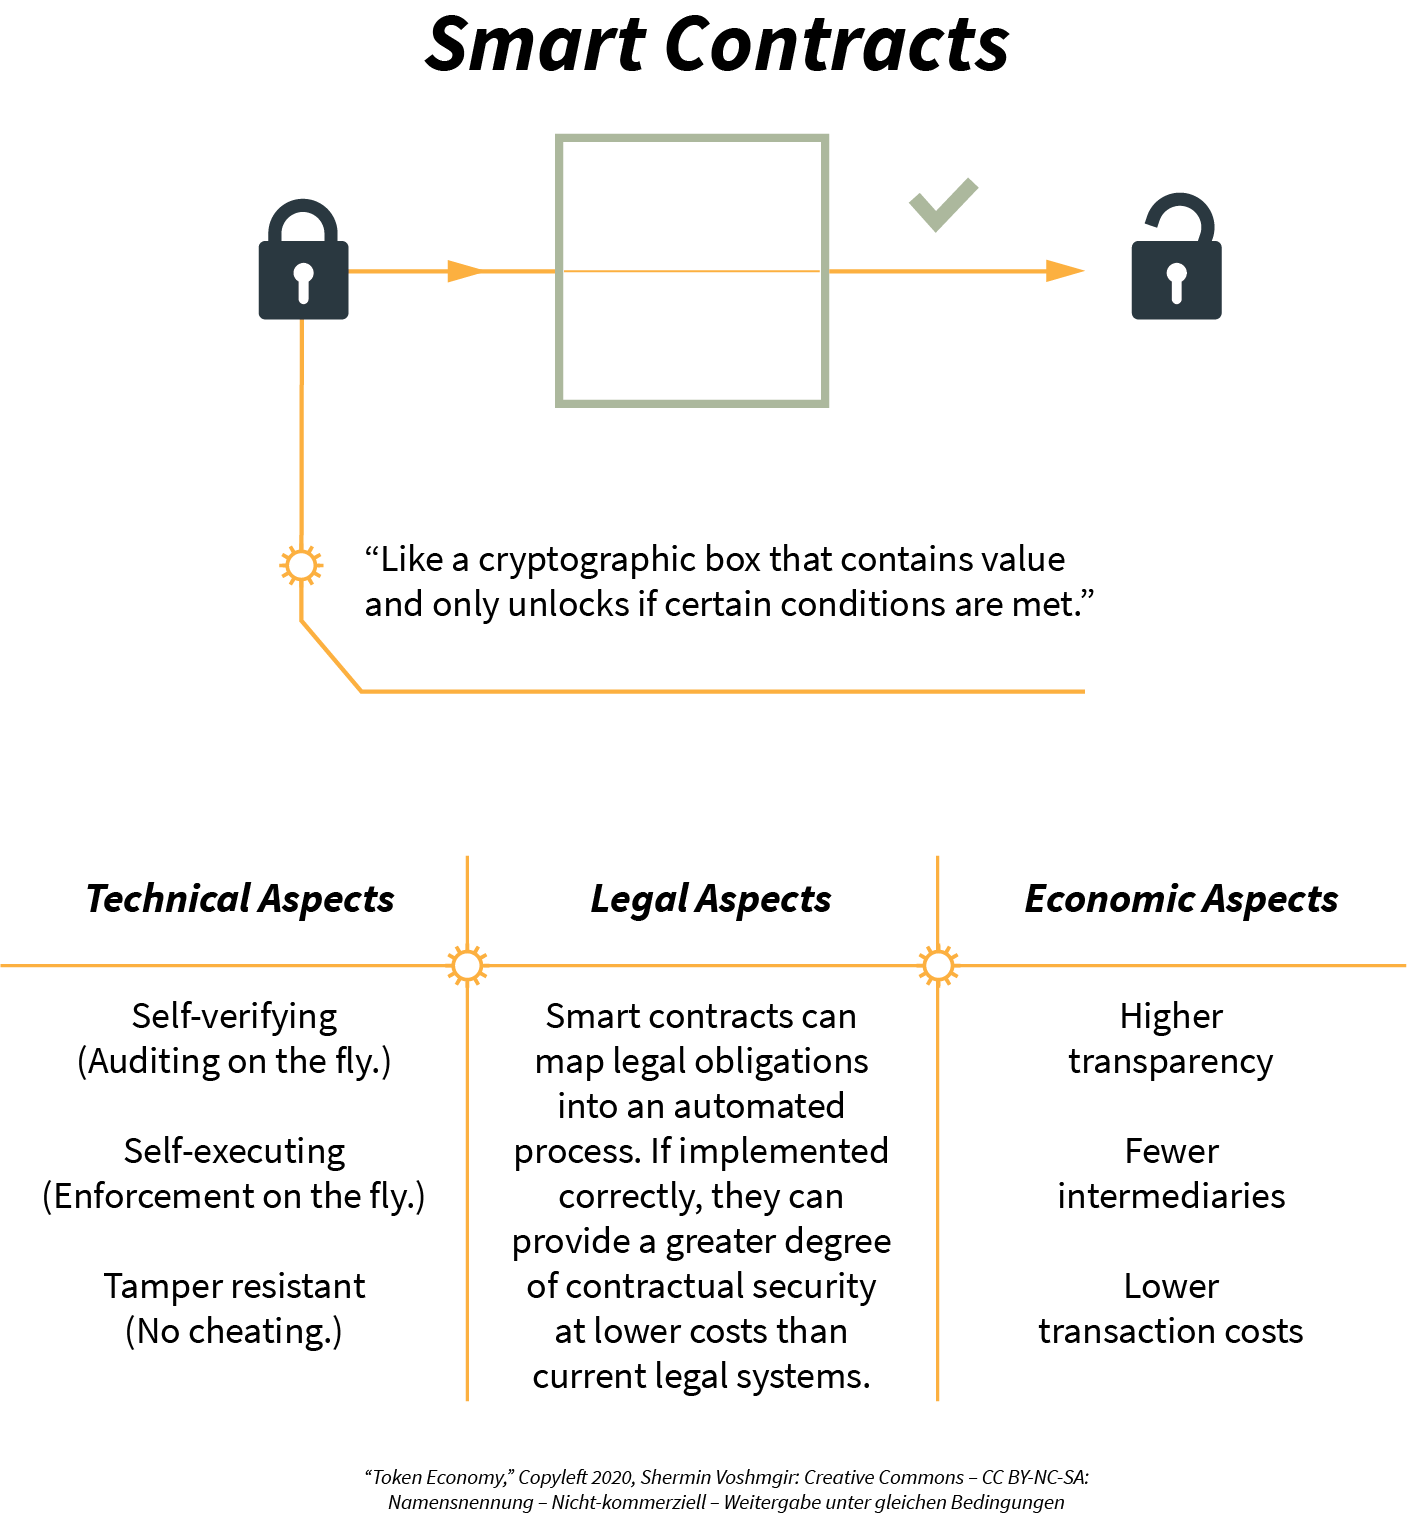 Smart Contracts
“Like a cryptographic box that contains value
and only unlocks if certain conditions are met.”
Technical Aspects
Self-verifying
(Auditing on the fly.)
Self-executing
(Enforcement on the fly.)
Tamper resistant
(No cheating.)
Legal Aspects
Smart contracts can
map legal obligations
into an automated
process. If implemented
correctly, they can
provide a greater degree
of contractual security
at lower costs than
current legal systems.
Economic Aspects
Higher
transparency
Fewer
intermediaries
Lower
transaction costs
“Token Economy,” Copyleft 2020, Shermin Voshmgir: Creative Commons – CC BY-NC-SA:
Namensnennung – Nicht-kommerziell – Weitergabe unter gleichen Bedingungen